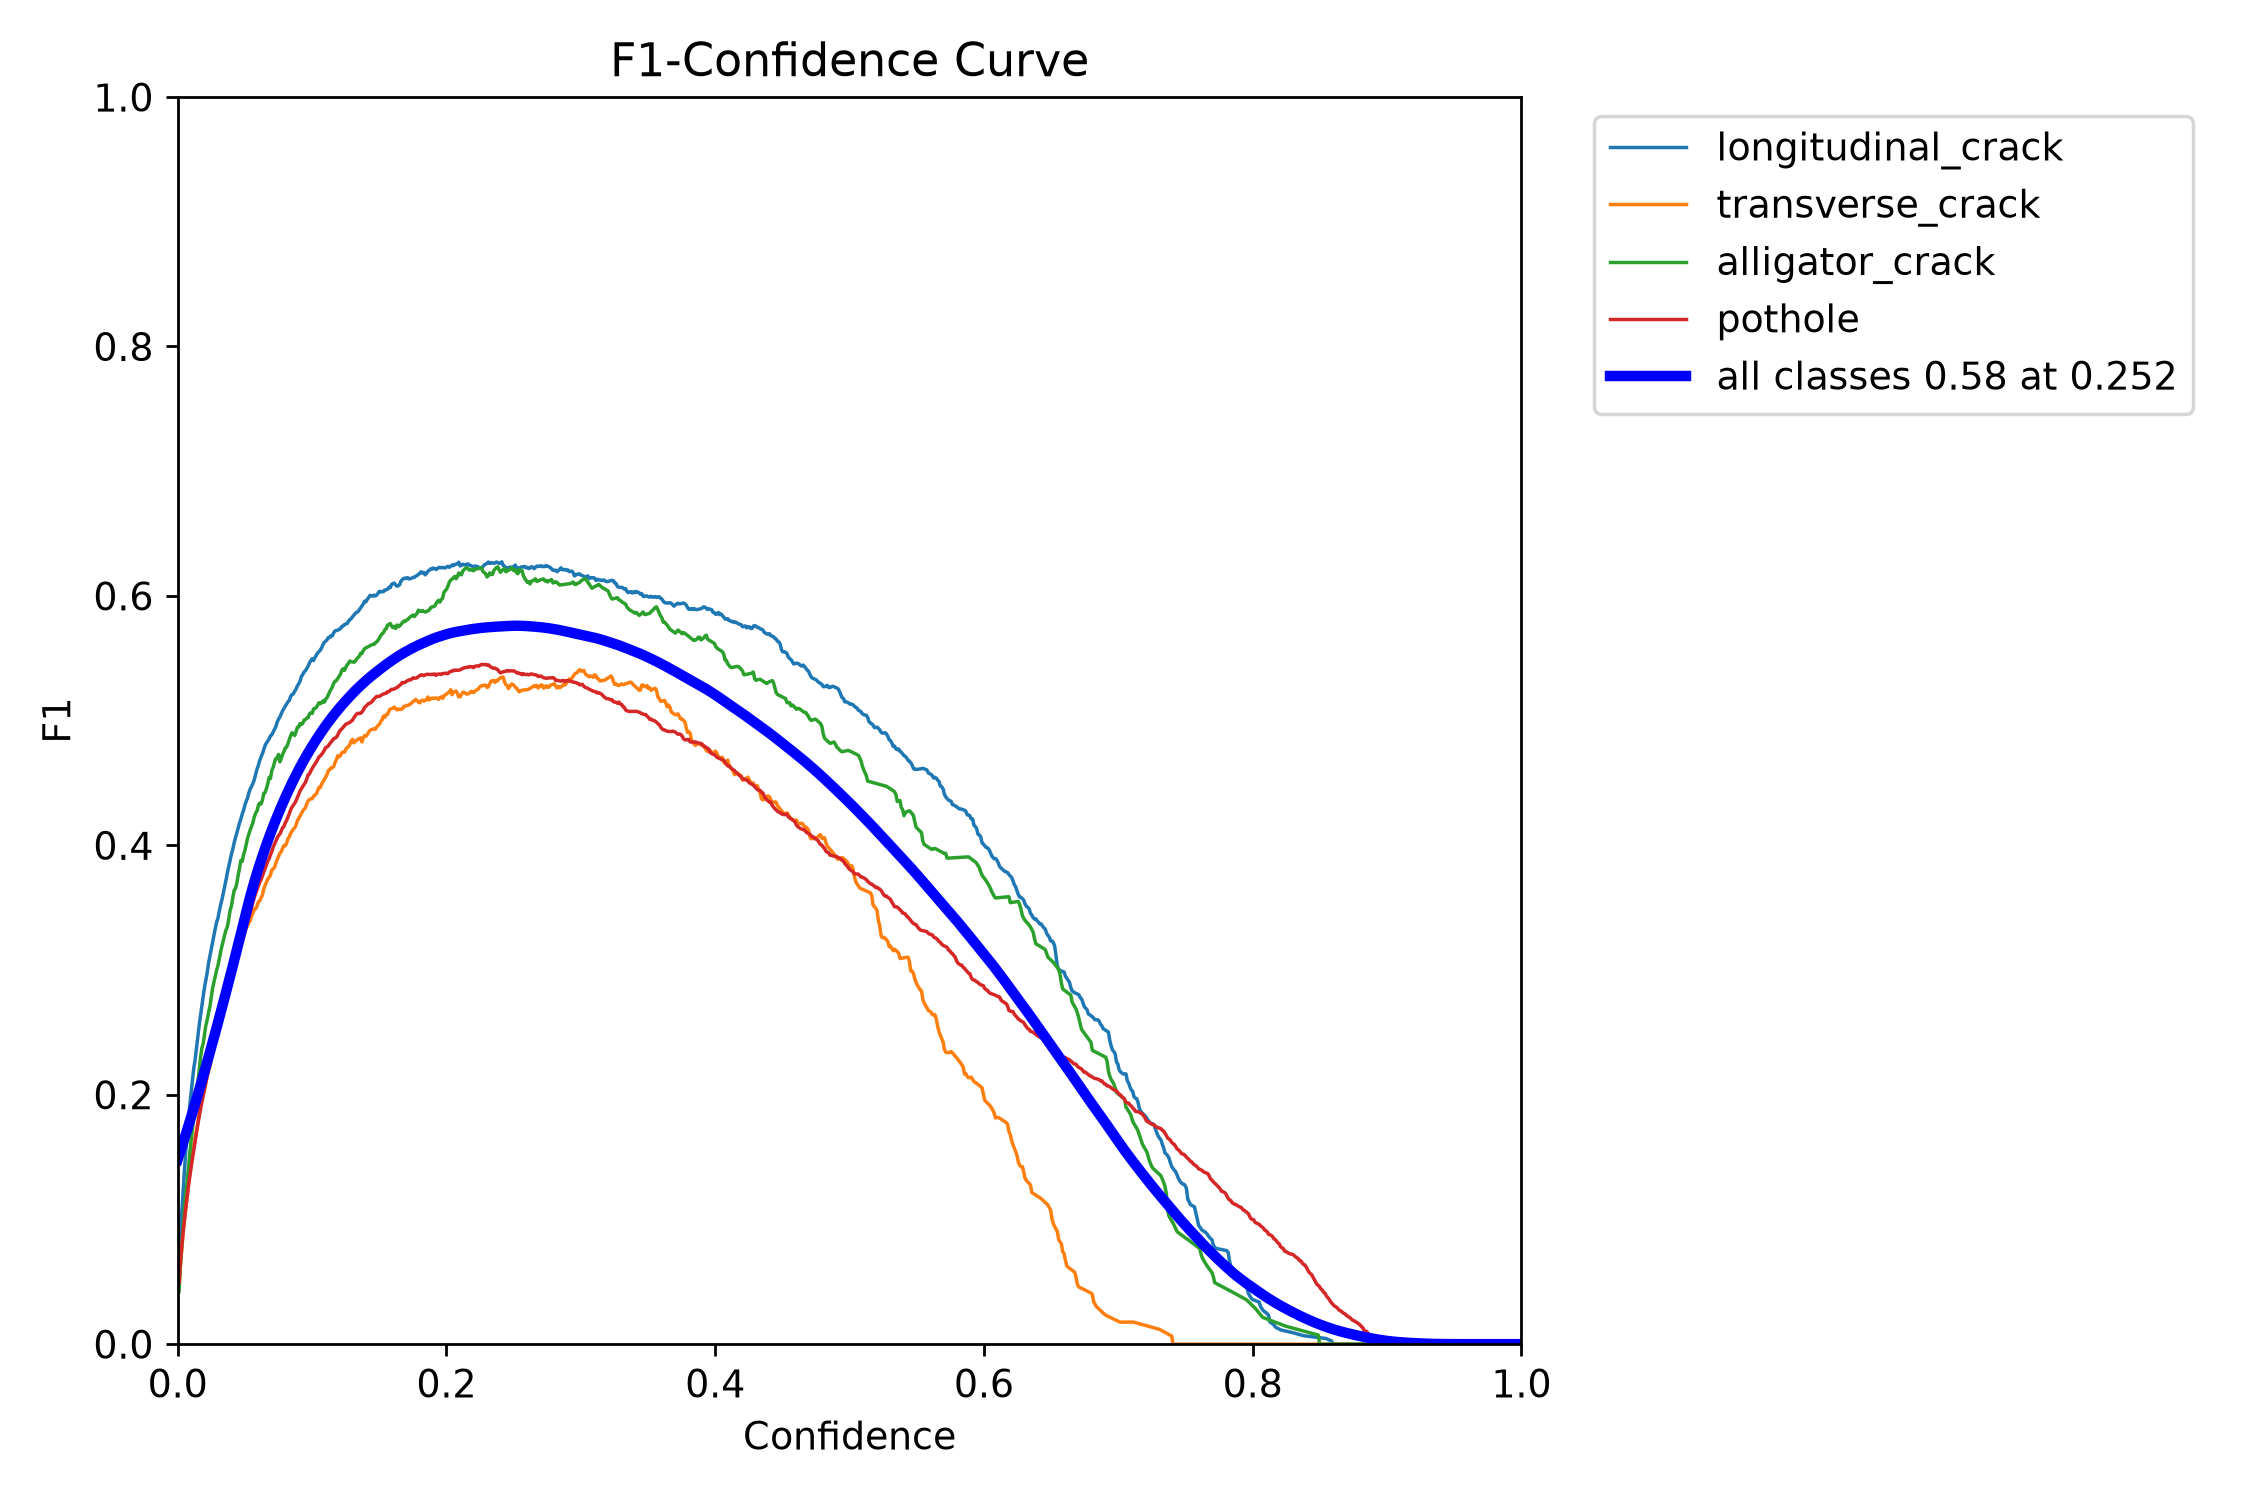 F1-Confidence Curve
1.0
0.8
0.6
0.4
0.2
0.0
F1
0.0 0.2 0.4 0.6 0.8 1.0
Confidence
longitudinal_crack
transverse_crack
alligator_crack
pothole
all classes 0.58 at 0.252